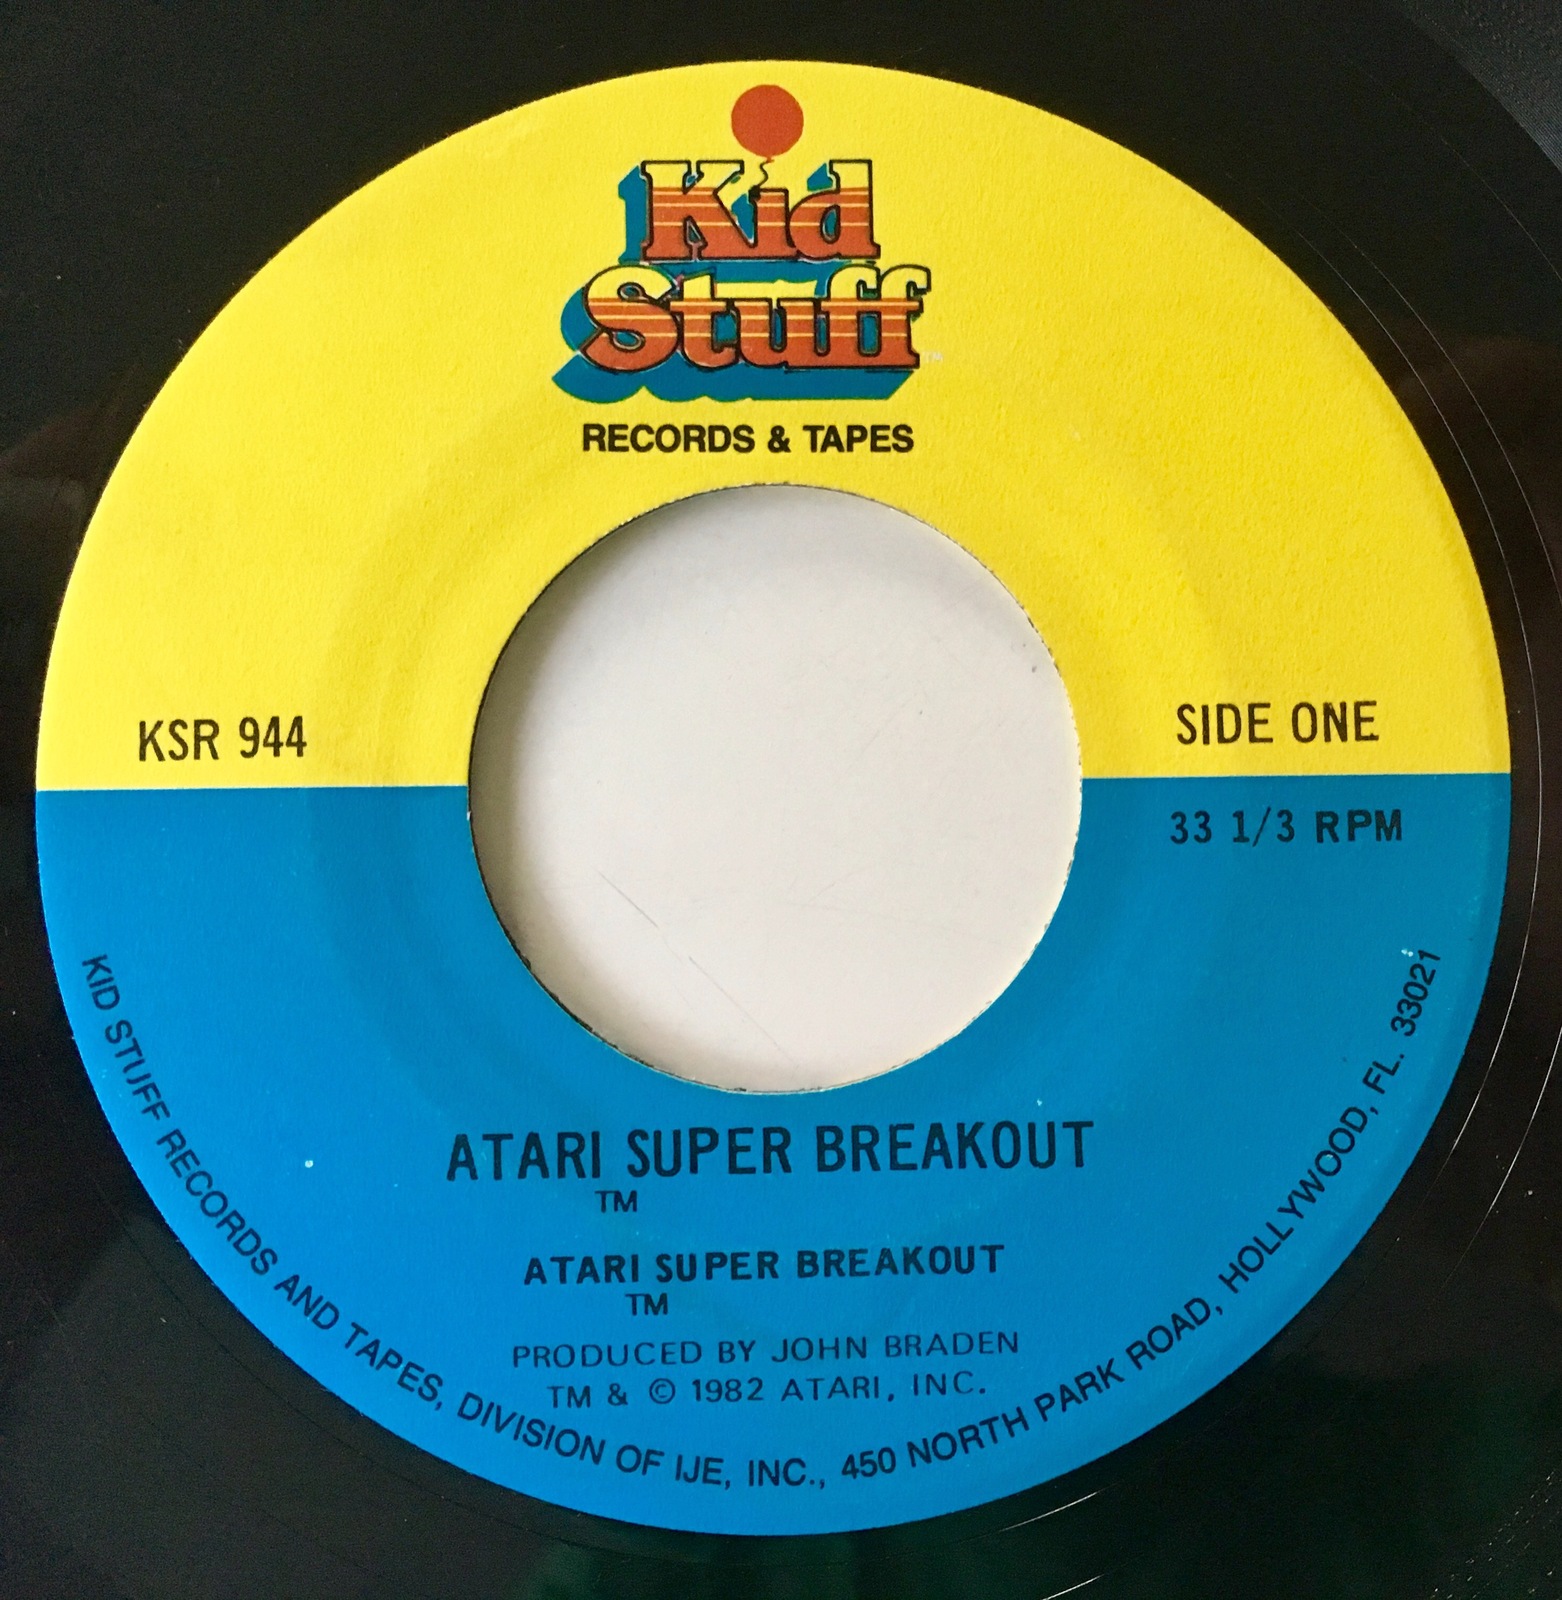 Kid
Stuff
TM
RECORDS & TAPES
KSR 944
SIDE ONE
33 1/3 RPM
ATARI SUPER BREAKOUT
TM
ATARI SUPER BREAKOUT
TM
PRODUCED BY JOHN BRADEN
TM & © 1982 ATARI, INC.
KID STUFF RECORDS AND TAPES, DIVISION OF IJE, INC., 450 NORTH PARK ROAD, HOLLYWOOD, FL. 33021